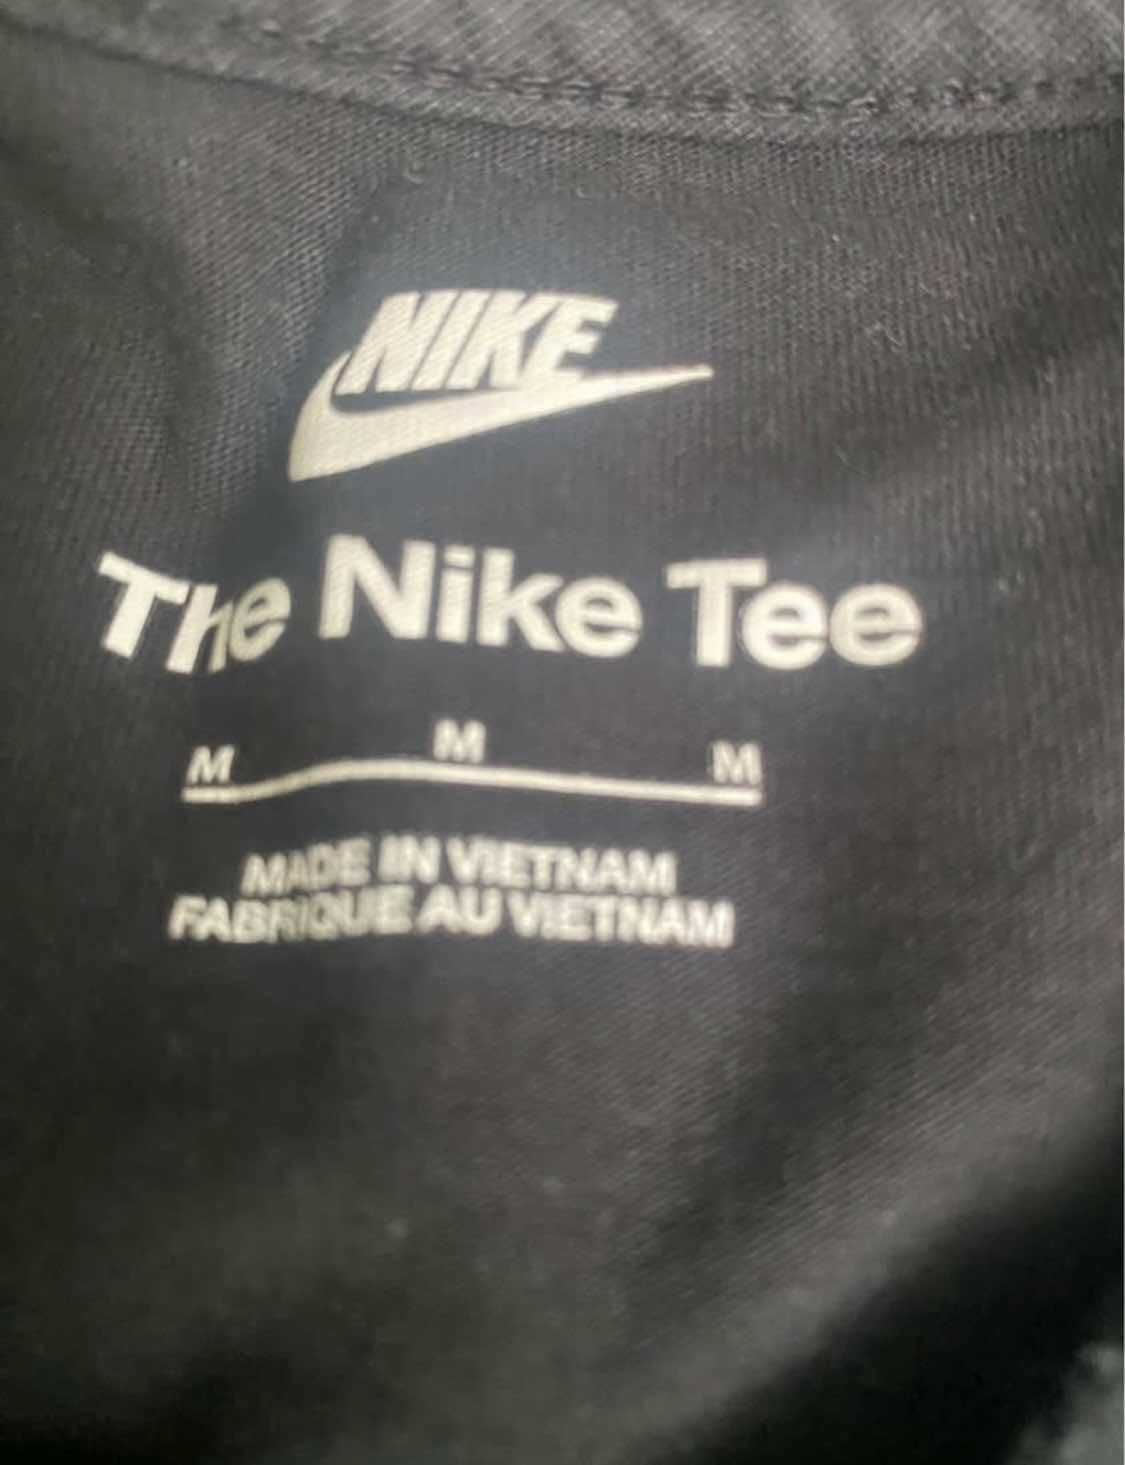 NIKE
The Nike Tee
M M M
MADE IN VIETNAM
FABRIQUE AU VIETNAM